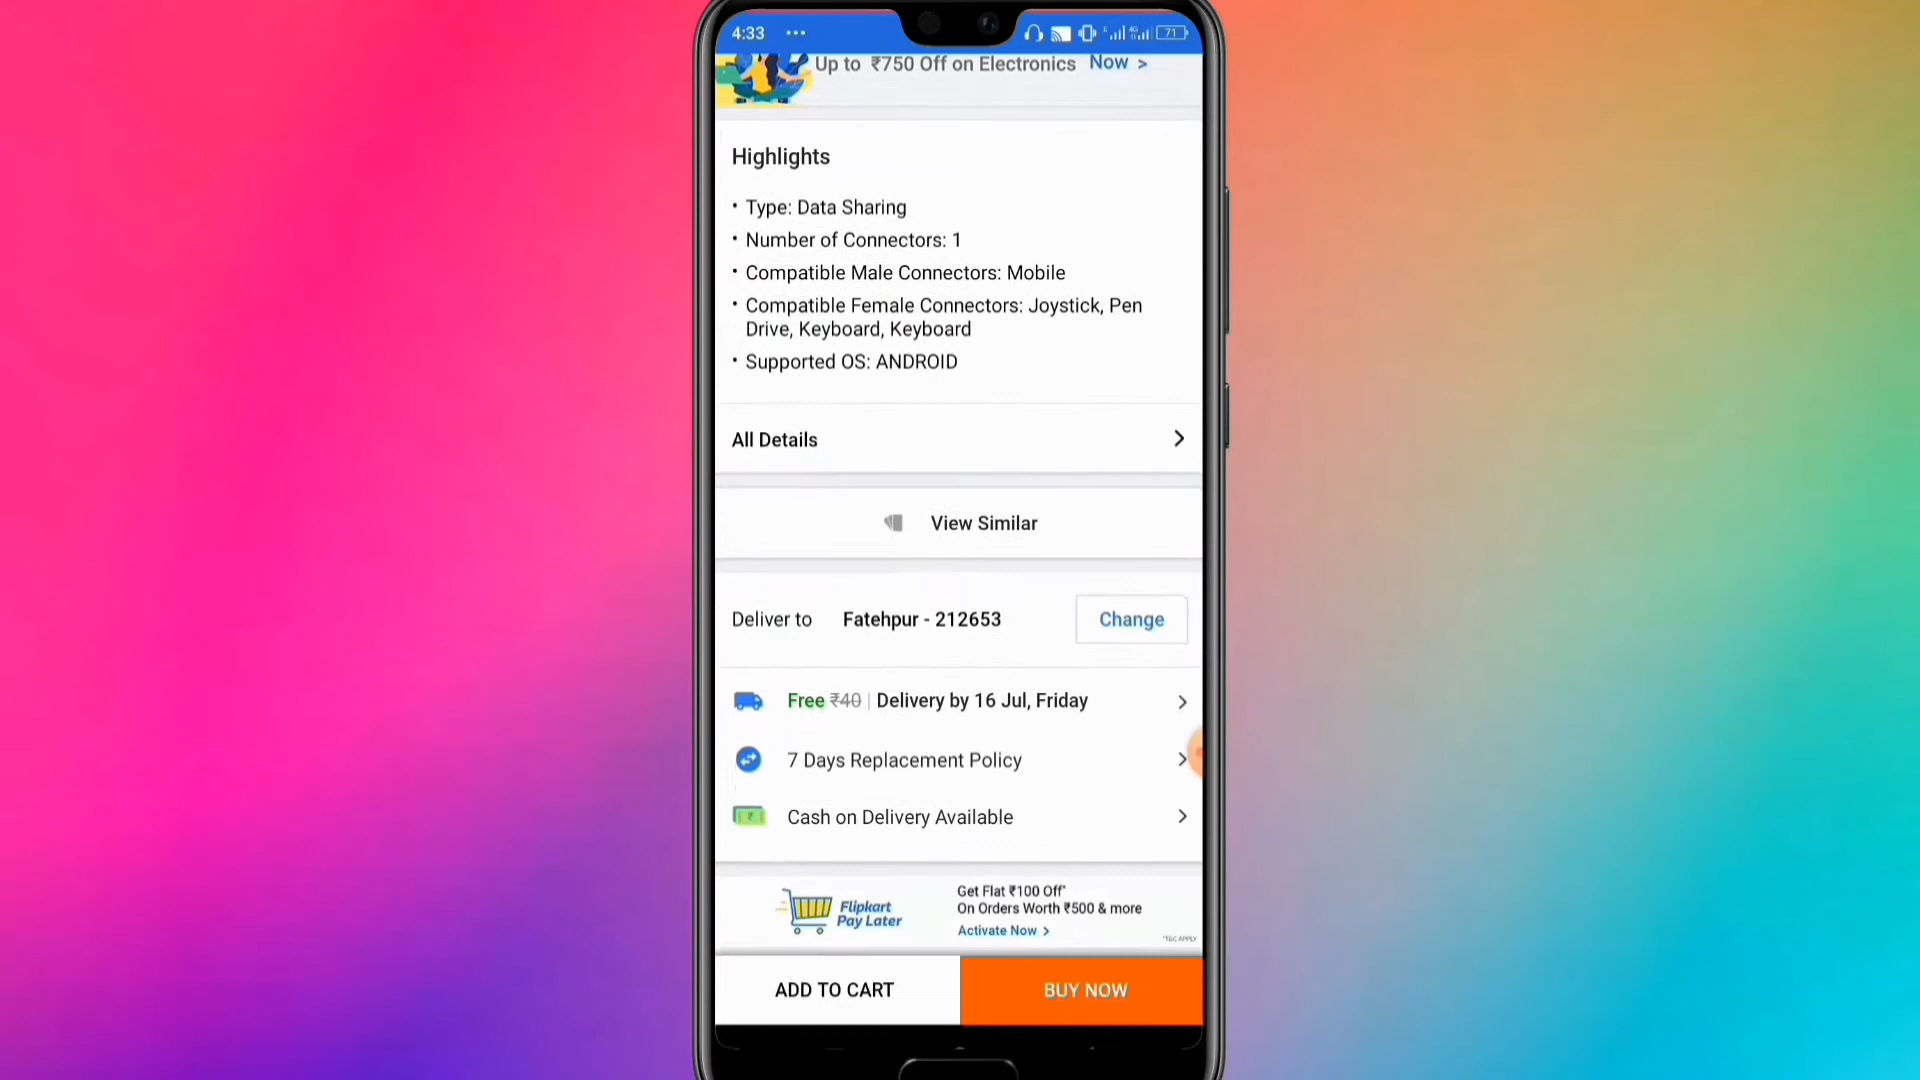 4:33
71
Up to ₹750 Off on Electronics Now >
Highlights
• Type: Data Sharing
• Number of Connectors: 1
• Compatible Male Connectors: Mobile
• Compatible Female Connectors: Joystick, Pen
Drive, Keyboard, Keyboard
• Supported OS: ANDROID
All Details
View Similar
Deliver to Fatehpur - 212653 Change
Free ₹40 | Delivery by 16 Jul, Friday
7 Days Replacement Policy
Cash on Delivery Available
Flipkart
Pay Later
Get Flat ₹100 Off*
On Orders Worth ₹500 & more
Activate Now >
*T&C APPLY
ADD TO CART
BUY NOW